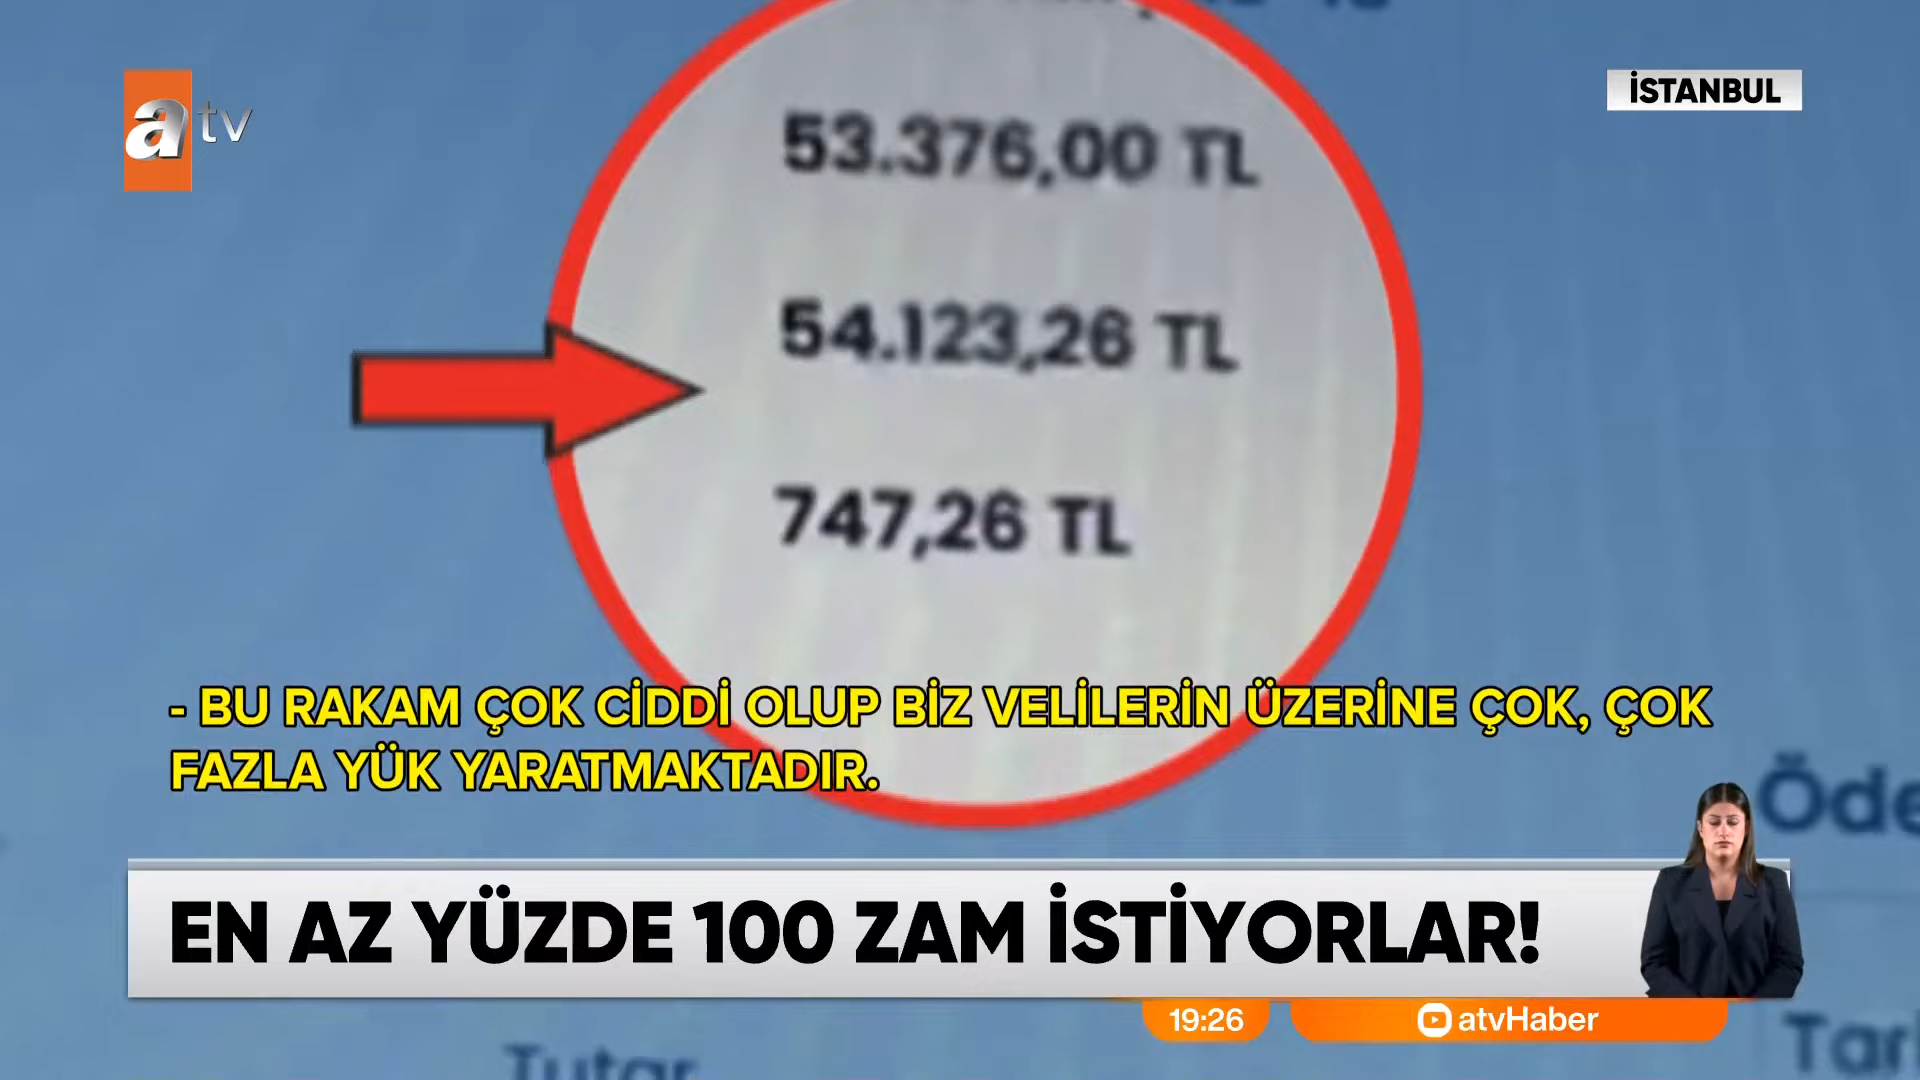 atv
İSTANBUL
53.376,00 TL
54.123,26 TL
747,26 TL
- BU RAKAM ÇOK CİDDİ OLUP BİZ VELİLERİN ÜZERİNE ÇOK, ÇOK
FAZLA YÜK YARATMAKTADIR.
EN AZ YÜZDE 100 ZAM İSTİYORLAR!
19:26
atvHaber
Tutar